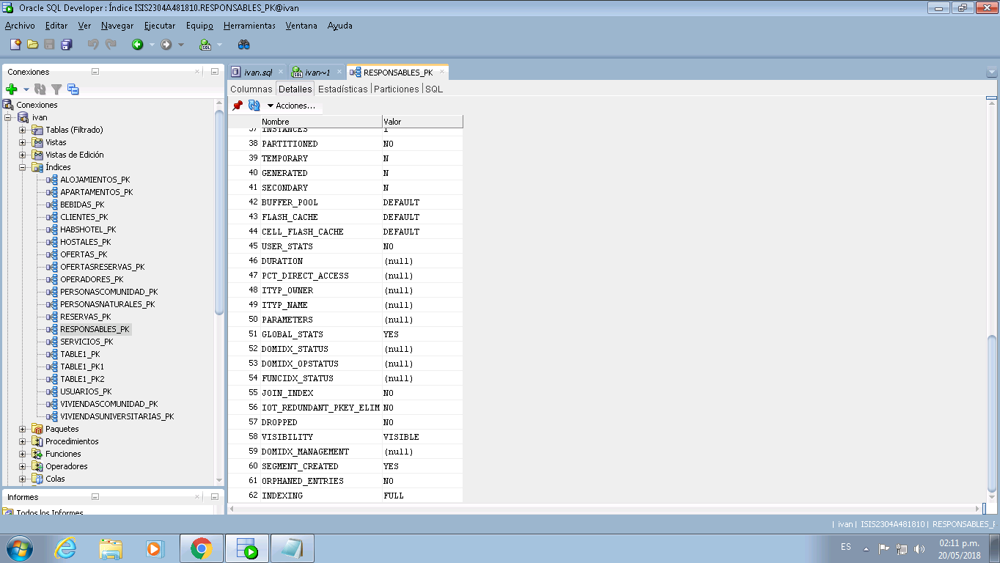 Oracle SQL Developer : Índice ISIS2304A481810.RESPONSABLES_PK@ivan
Archivo Editar Ver Navegar Ejecutar Equipo Herramientas Ventana Ayuda
Conexiones
Conexiones
ivan
Tablas (Filtrado)
Vistas
Vistas de Edición
Índices
ALOJAMIENTOS_PK
APARTAMENTOS_PK
BEBIDAS_PK
CLIENTES_PK
HABSHOTEL_PK
HOSTALES_PK
OFERTAS_PK
OFERTASRESERVAS_PK
OPERADORES_PK
PERSONASCOMUNIDAD_PK
PERSONASNATURALES_PK
RESERVAS_PK
RESPONSABLES_PK
SERVICIOS_PK
TABLE1_PK
TABLE1_PK1
TABLE1_PK2
USUARIOS_PK
VIVIENDASCOMUNIDAD_PK
VIVIENDASUNIVERSITARIAS_PK
Paquetes
Procedimientos
Funciones
Operadores
Colas
Informes
Todos los Informes
ivan.sql ivan~1 RESPONSABLES_PK
Columnas Detalles Estadísticas Particiones SQL
Acciones...
Nombre Valor
37 INSTANCES 1
38 PARTITIONED NO
39 TEMPORARY N
40 GENERATED N
41 SECONDARY N
42 BUFFER_POOL DEFAULT
43 FLASH_CACHE DEFAULT
44 CELL_FLASH_CACHE DEFAULT
45 USER_STATS NO
46 DURATION (null)
47 PCT_DIRECT_ACCESS (null)
48 ITYP_OWNER (null)
49 ITYP_NAME (null)
50 PARAMETERS (null)
51 GLOBAL_STATS YES
52 DOMIDX_STATUS (null)
53 DOMIDX_OPSTATUS (null)
54 FUNCIDX_STATUS (null)
55 JOIN_INDEX NO
56 IOT_REDUNDANT_PKEY_ELIM NO
57 DROPPED NO
58 VISIBILITY VISIBLE
59 DOMIDX_MANAGEMENT (null)
60 SEGMENT_CREATED YES
61 ORPHANED_ENTRIES NO
62 INDEXING FULL
| ivan | ISIS2304A481810 | RESPONSABLES_F
ES
02:11 p.m.
20/05/2018